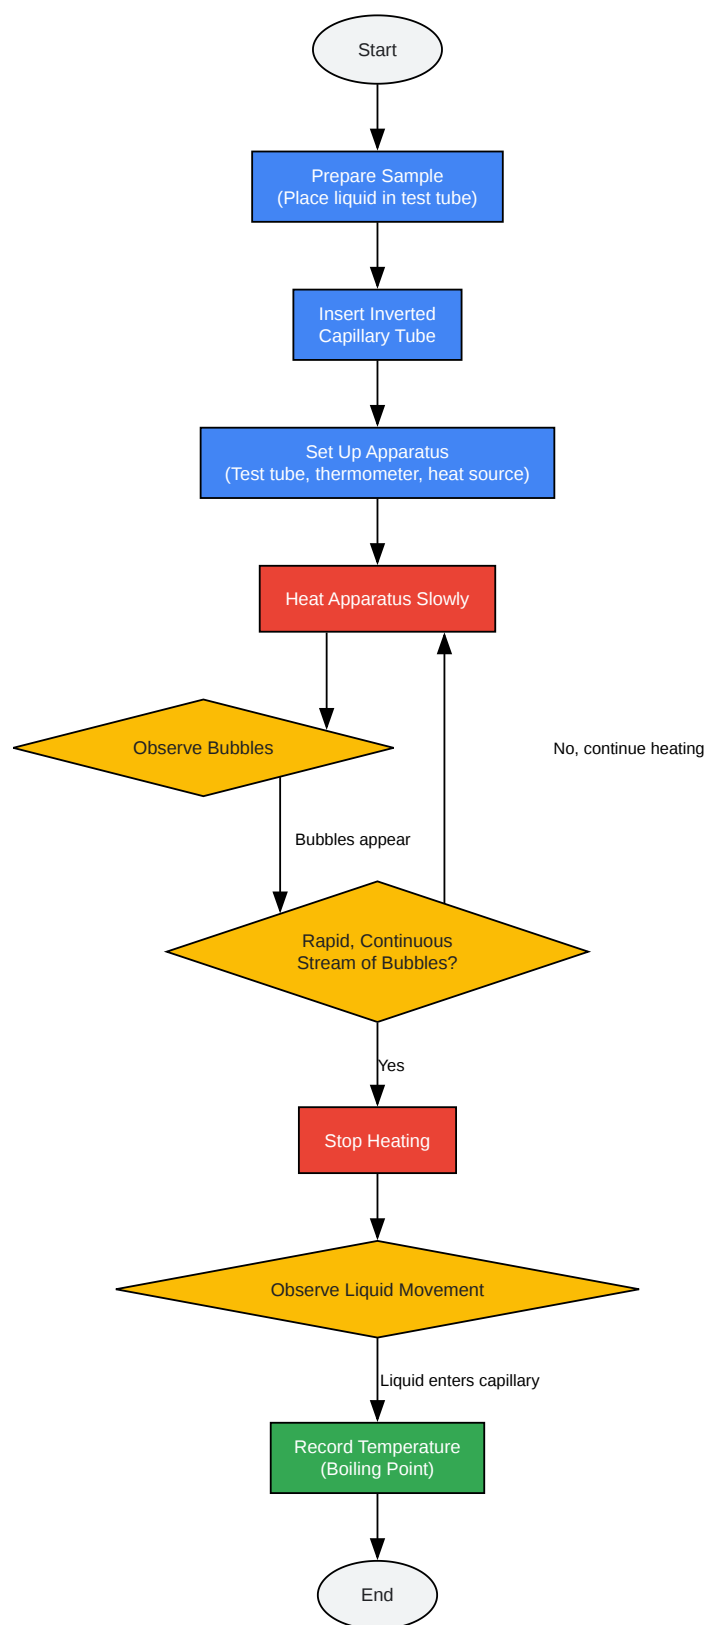 Start
Prepare Sample
(Place liquid in test tube)
Insert Inverted
Capillary Tube
Set Up Apparatus
(Test tube, thermometer, heat source)
Heat Apparatus Slowly
Observe Bubbles
No, continue heating
Bubbles appear
Rapid, Continuous
Stream of Bubbles?
Yes
Stop Heating
Observe Liquid Movement
Liquid enters capillary
Record Temperature
(Boiling Point)
End